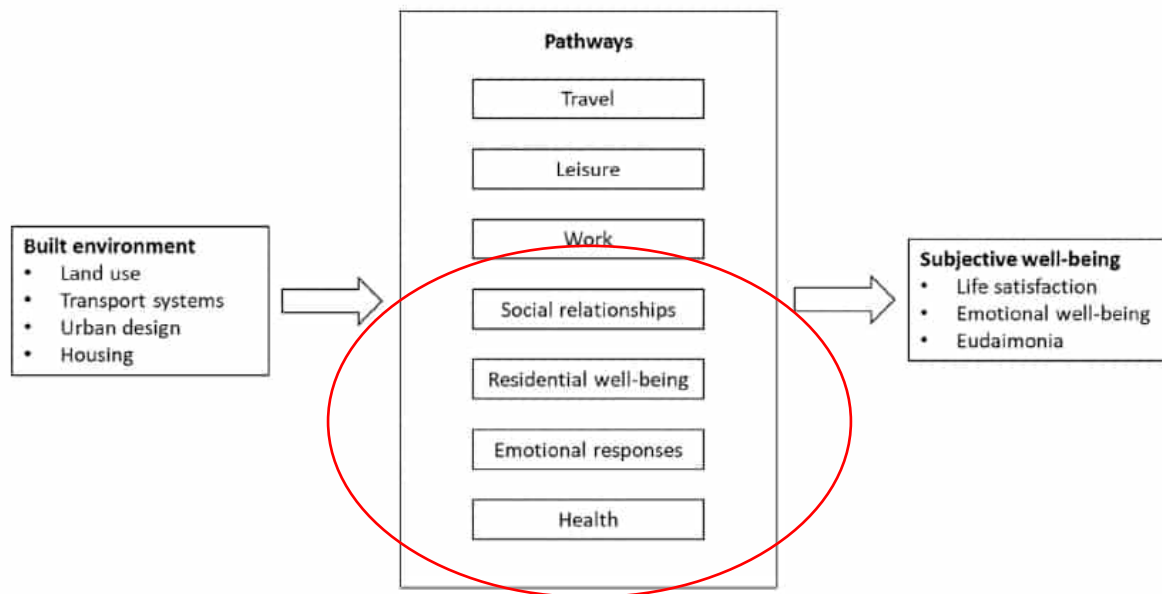 Pathways
Travel
Leisure
Work
Social relationships
Residential well-being
Emotional responses
Health
Built environment
• Land use
• Transport systems
• Urban design
• Housing
Subjective well-being
• Life satisfaction
• Emotional well-being
• Eudaimonia